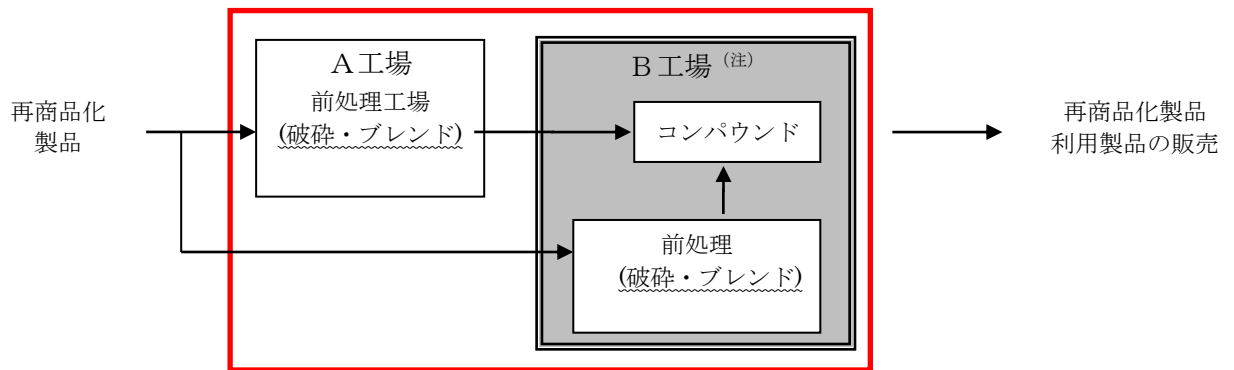 再商品化
製品
Ａ工場
前処理工場
(破砕・ブレンド)
Ｂ工場（注）
コンパウンド
前処理
(破砕・ブレンド)
再商品化製品
利用製品の販売